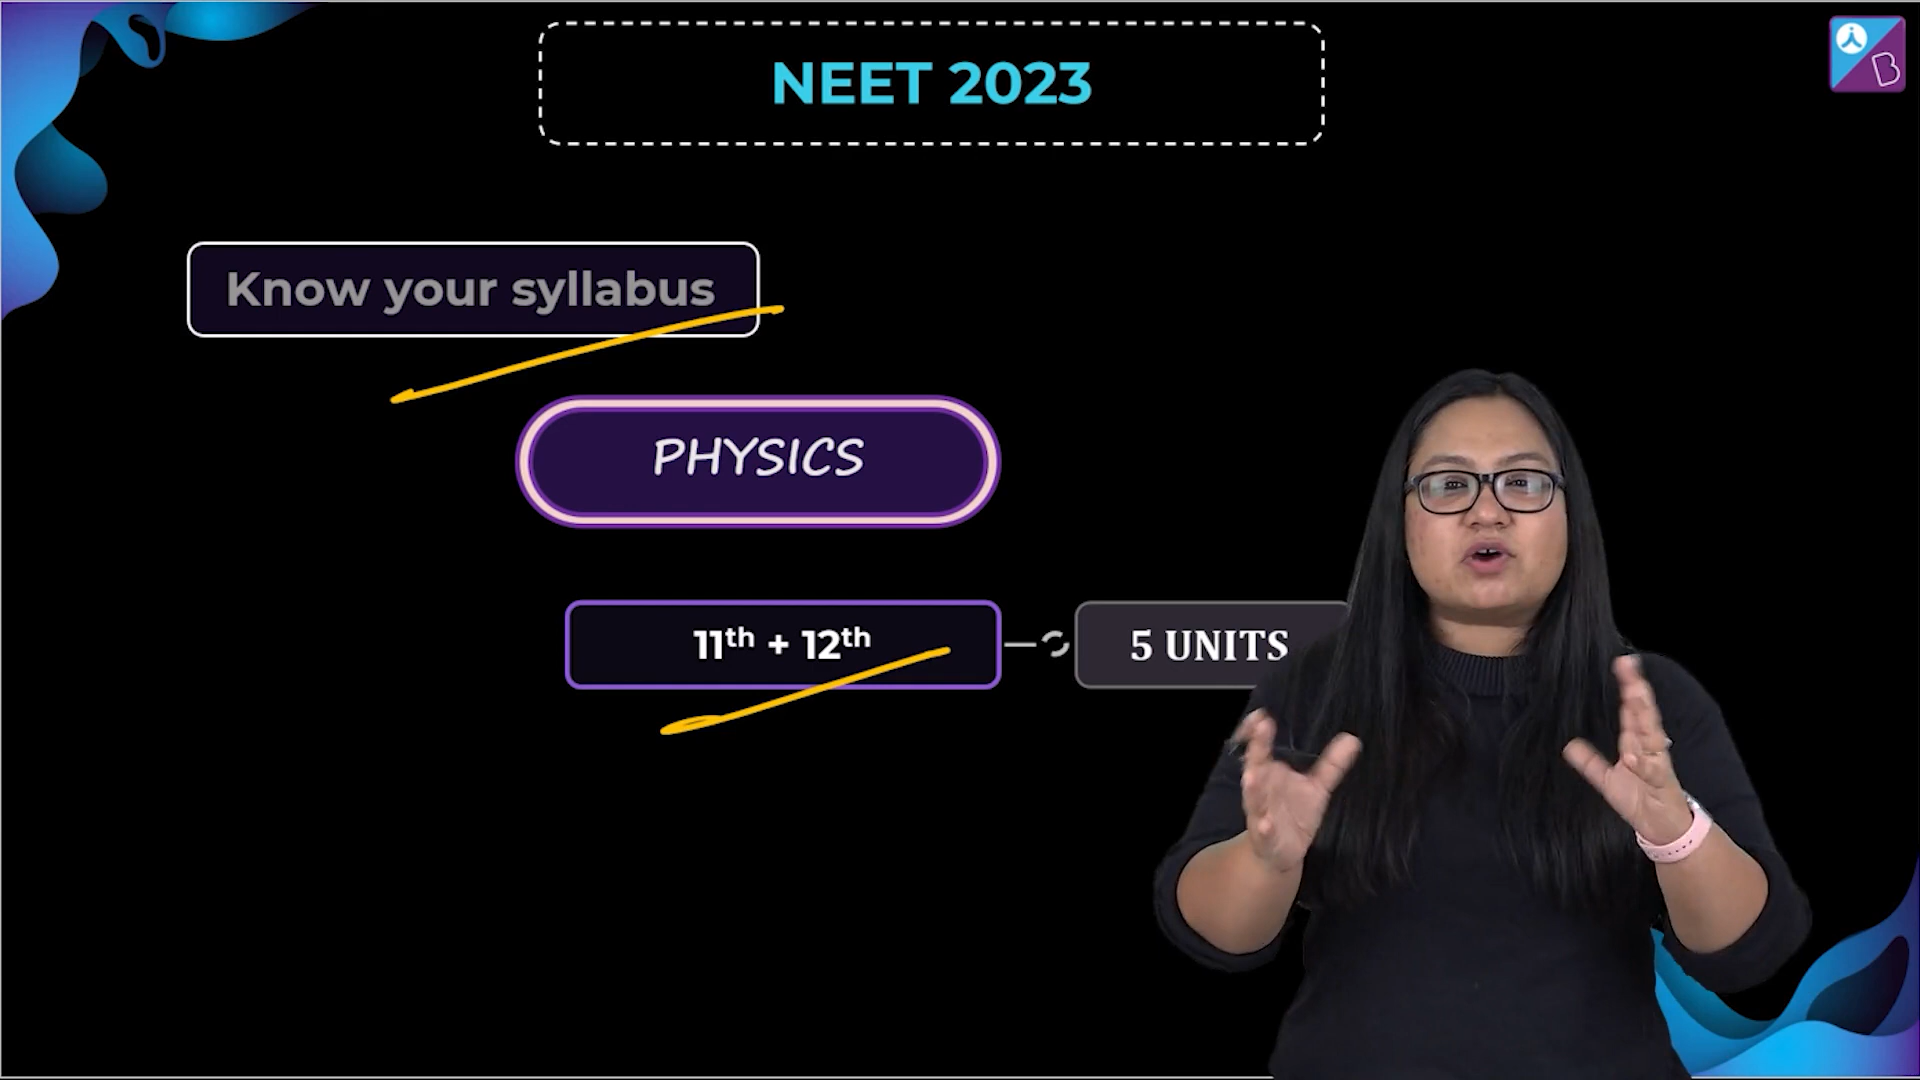 NEET 2023
B
Know your syllabus
PHYSICS
11th + 12th
5 UNITS